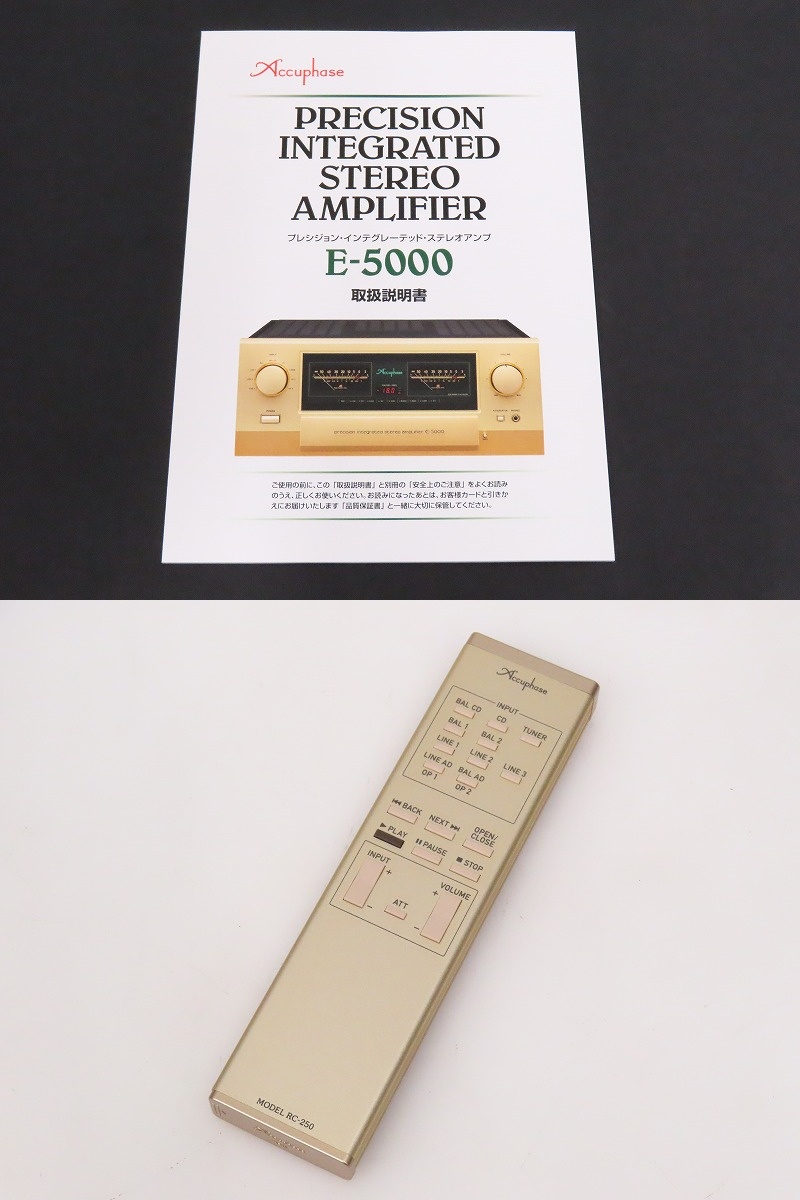 Accuphase
PRECISION
INTEGRATED
STEREO
AMPLIFIER
プレシジョン・インテグレーテッド・ステレオアンプ
E-5000
取扱説明書
Accuphase
precision integrated stereo amplifier E-5000
ご使用の前に、この「取扱説明書」と別冊の「安全上のご注意」をよくお読み
のうえ、正しくお使いください。お読みになったあとは、お客様カードと引きか
えにお届けいたします「品質保証書」と一緒に大切に保管してください。
Accuphase
INPUT
BAL CD
CD
TUNER
BAL 1
BAL 2
LINE 1
LINE 2
LINE 3
LINE AD
OP 1
BAL AD
OP 2
⏮ BACK
NEXT ⏭
OPEN/
CLOSE
▶ PLAY
⏸ PAUSE
■ STOP
INPUT
+
−
ATT
VOLUME
+
−
MODEL RC-250